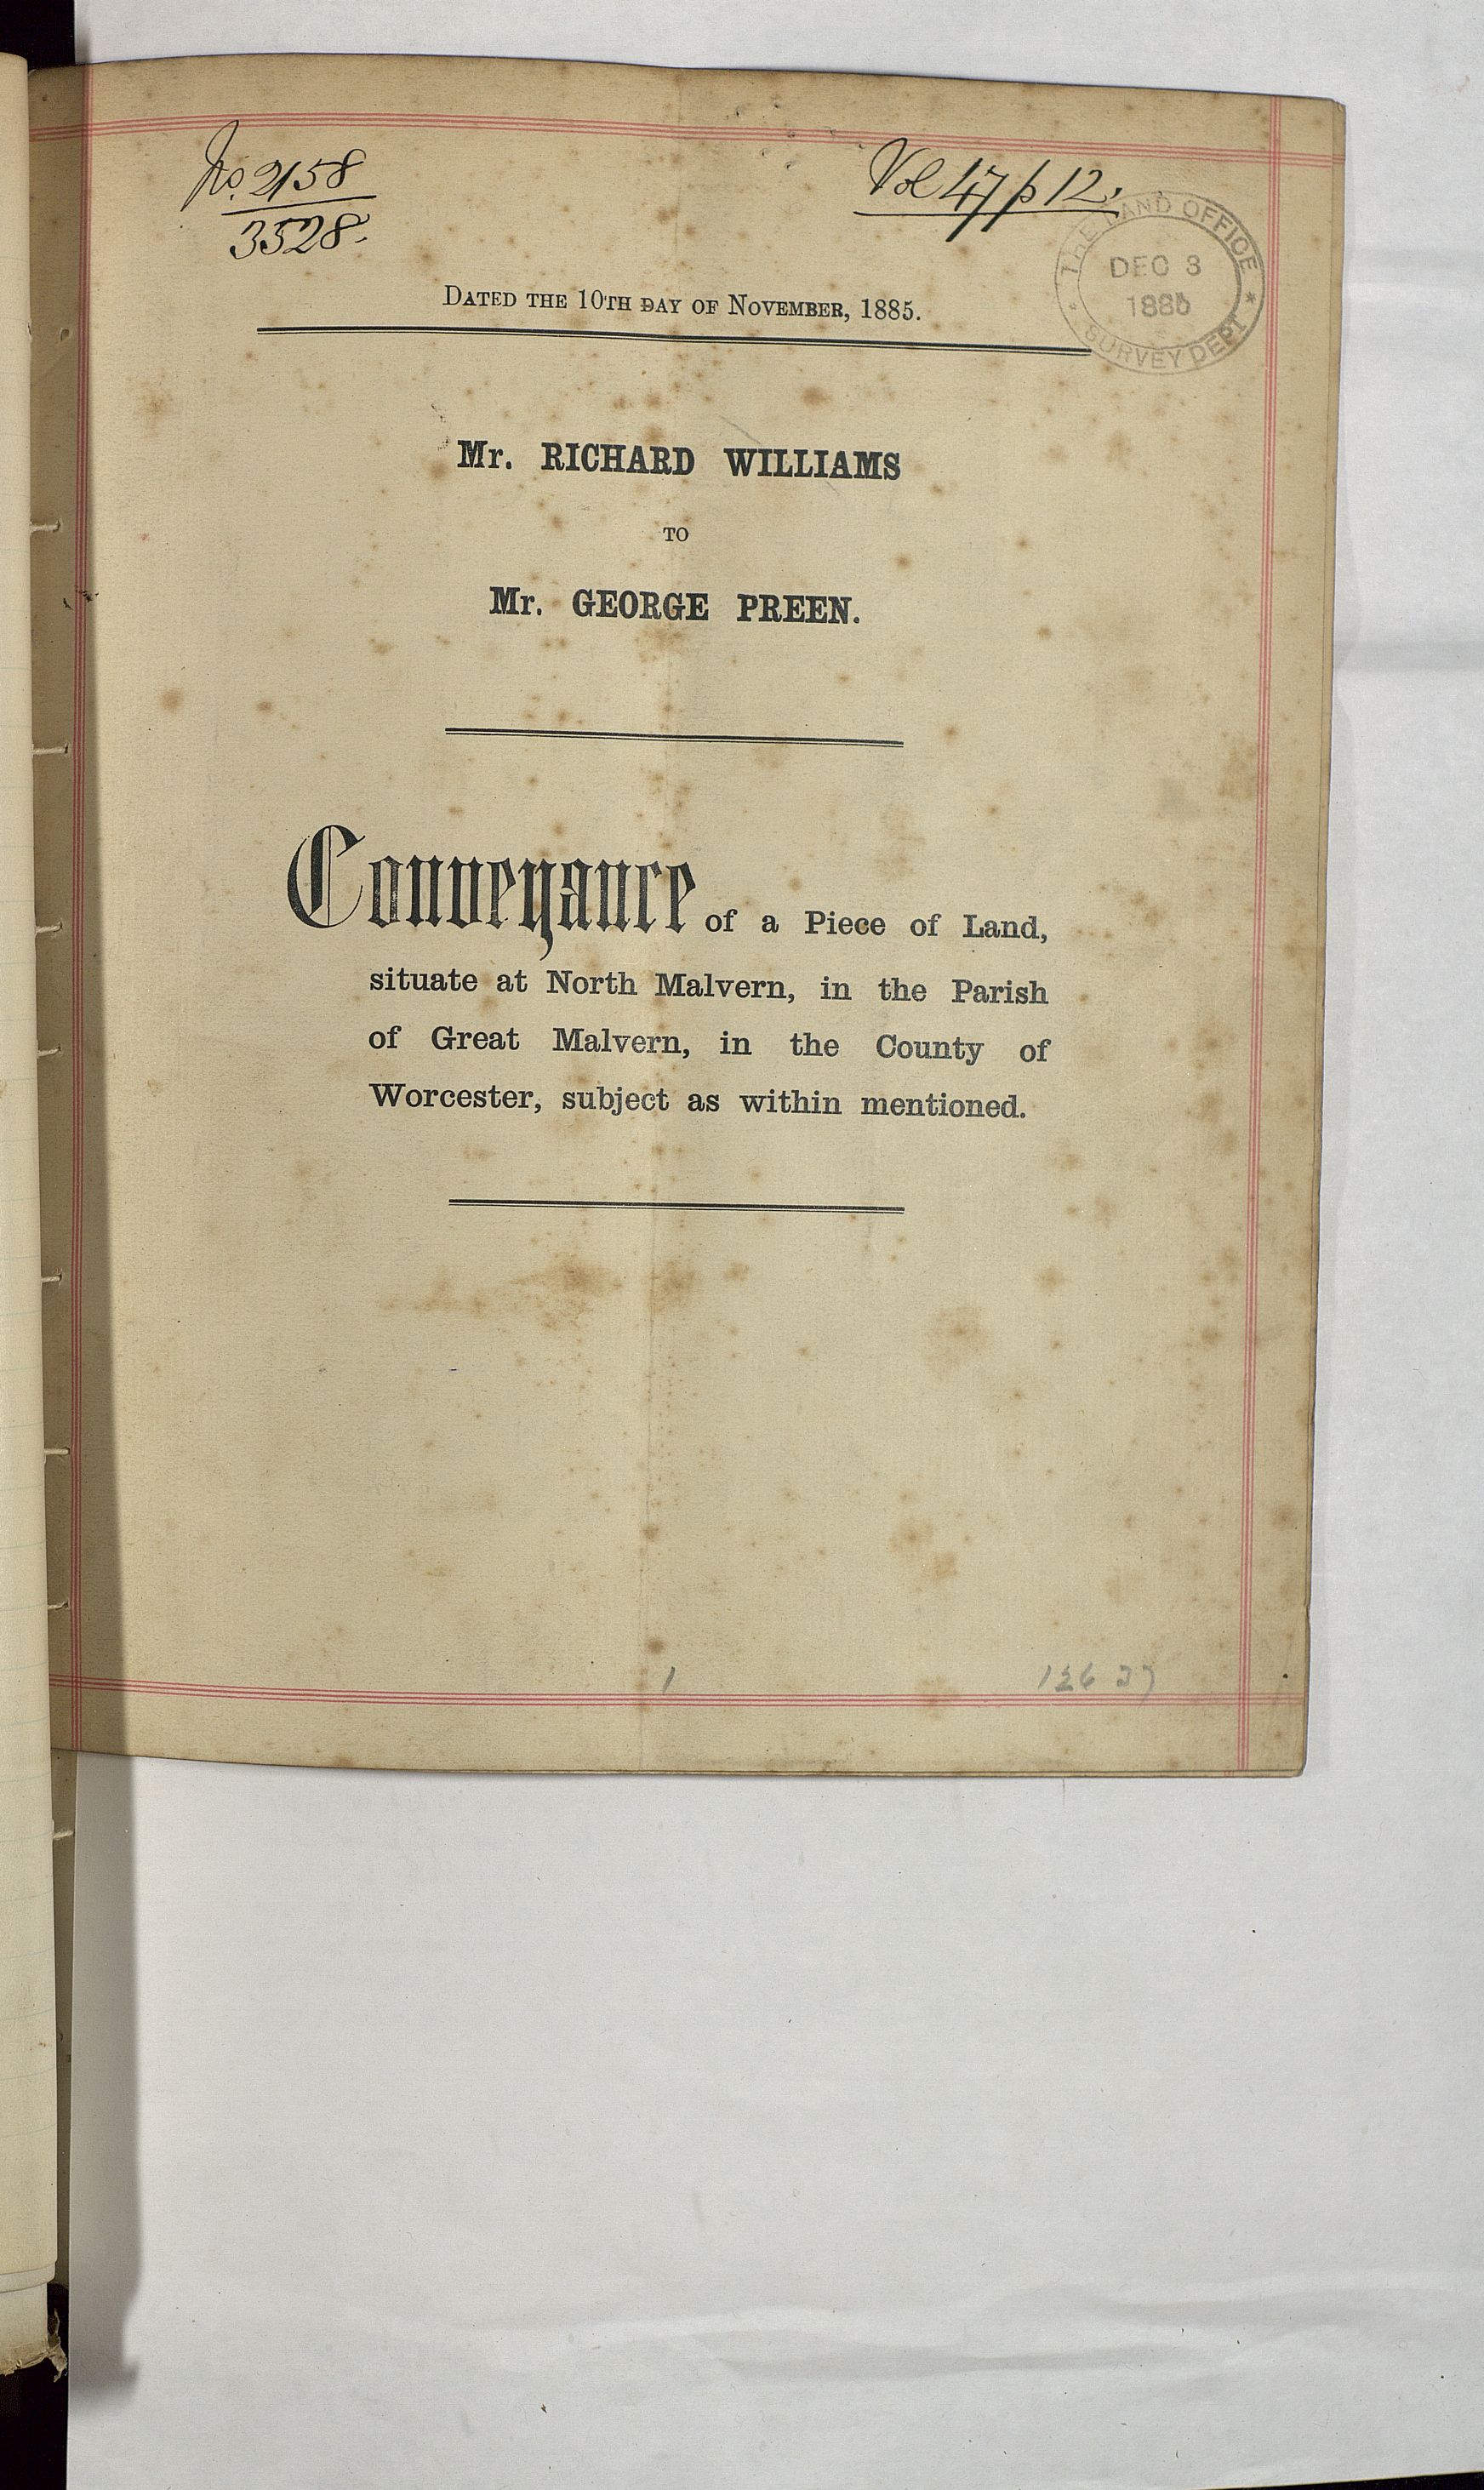 No. 2158
3528.
Vol 47 p 12.
THE LAND OFFICE
DEC 3
1885
SURVEY DEPT
DATED THE 10TH DAY OF NOVEMBER, 1885.
Mr. RICHARD WILLIAMS
TO
Mr. GEORGE PREEN.
Conveyance of a Piece of Land,
situate at North Malvern, in the Parish
of Great Malvern, in the County of
Worcester, subject as within mentioned.
1